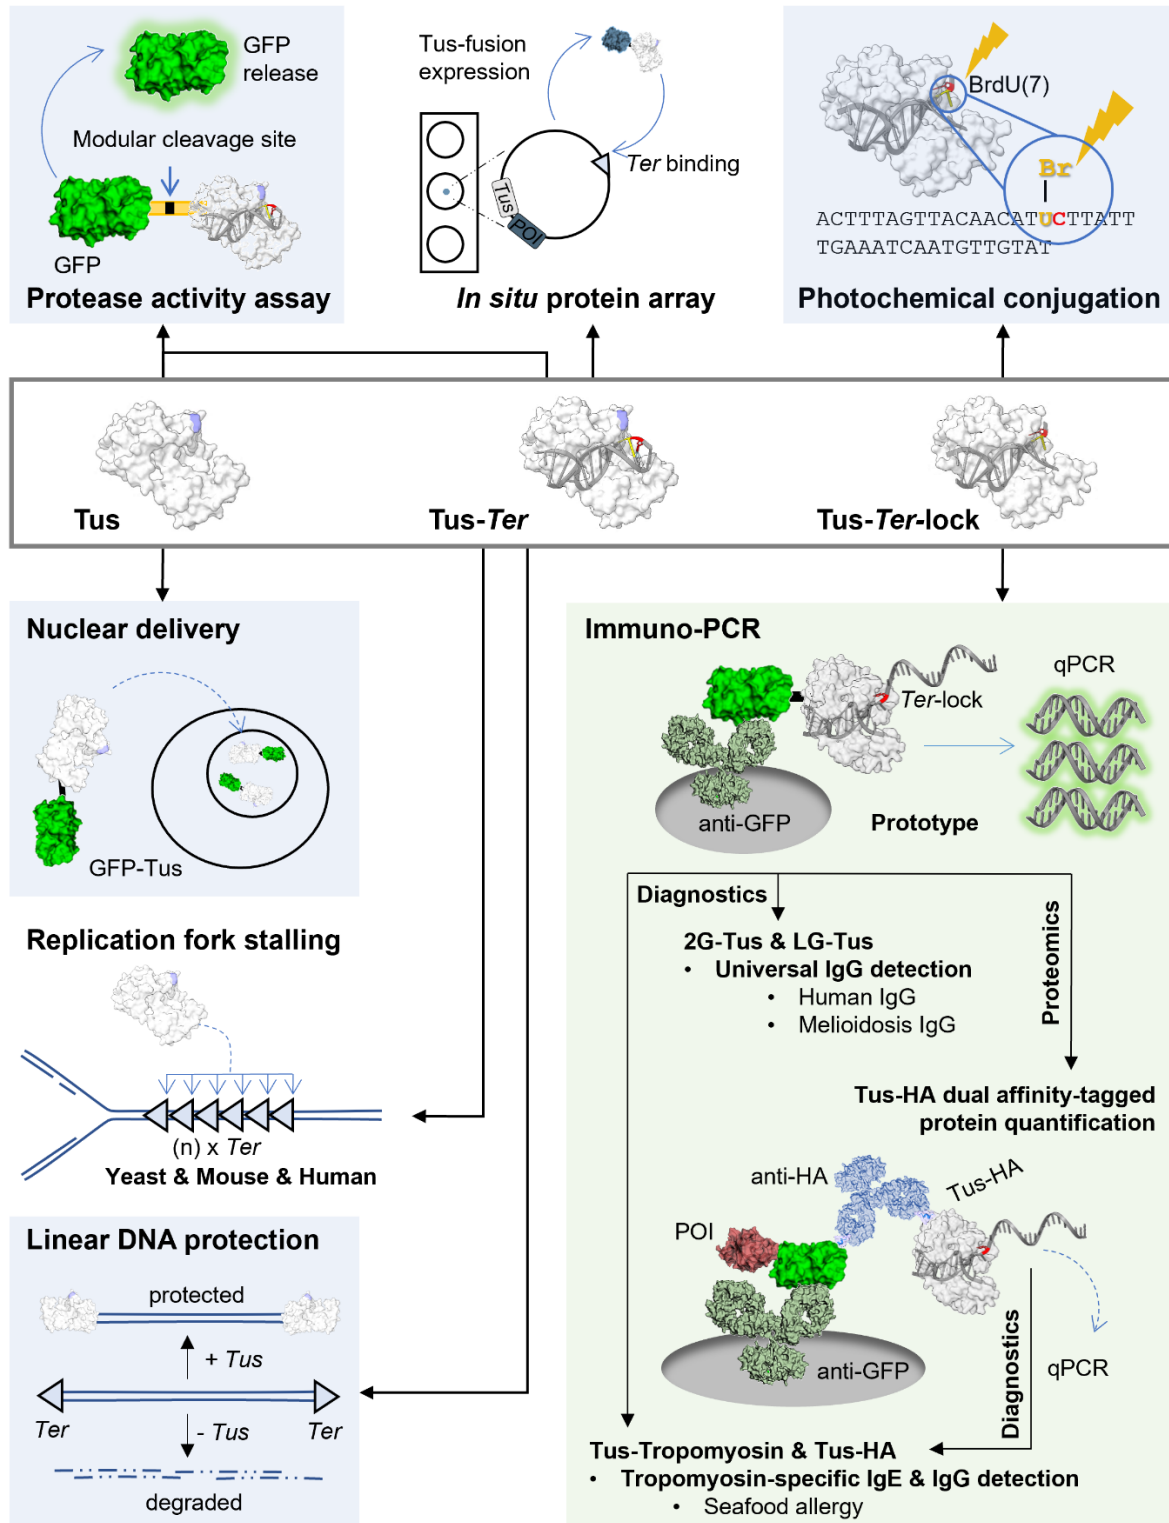 GFP
release
Modular cleavage site
GFP
Protease activity assay
Tus-fusion
expression
Ter binding
Tus
POI
In situ protein array
BrdU(7)
Br
ACTTTAGTTACAACATUCTTATT
TGAAATCAATGTTGTAT
Photochemical conjugation
Tus
Tus-Ter
Tus-Ter-lock
Nuclear delivery
GFP-Tus
Replication fork stalling
(n) x Ter
Yeast & Mouse & Human
Linear DNA protection
protected
+ Tus
Ter
Ter
- Tus
degraded
Immuno-PCR
qPCR
Ter-lock
anti-GFP
Prototype
Diagnostics
2G-Tus & LG-Tus
• Universal IgG detection
• Human IgG
• Melioidosis IgG
Proteomics
Tus-HA dual affinity-tagged
protein quantification
anti-HA
Tus-HA
POI
anti-GFP
Diagnostics
qPCR
Tus-Tropomyosin & Tus-HA
• Tropomyosin-specific IgE & IgG detection
• Seafood allergy